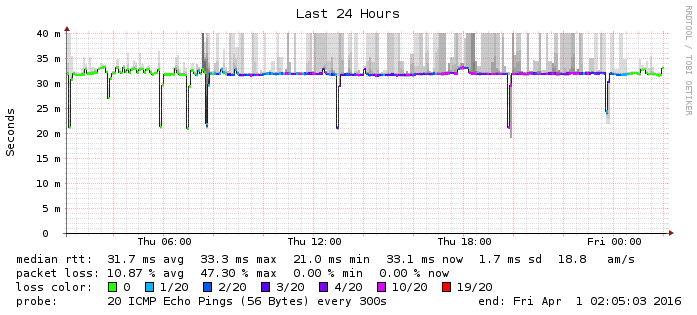 Last 24 Hours
RRDTOOL / TOBI OETIKER
Seconds
40 m
35 m
30 m
25 m
20 m
15 m
10 m
5 m
0
Thu 06:00 Thu 12:00 Thu 18:00 Fri 00:00
median rtt: 31.7 ms avg 33.3 ms max 21.0 ms min 33.1 ms now 1.7 ms sd 18.8 am/s
packet loss: 10.87 % avg 47.30 % max 0.00 % min 0.00 % now
loss color: 0 1/20 2/20 3/20 4/20 10/20 19/20
probe: 20 ICMP Echo Pings (56 Bytes) every 300s end: Fri Apr 1 02:05:03 2016